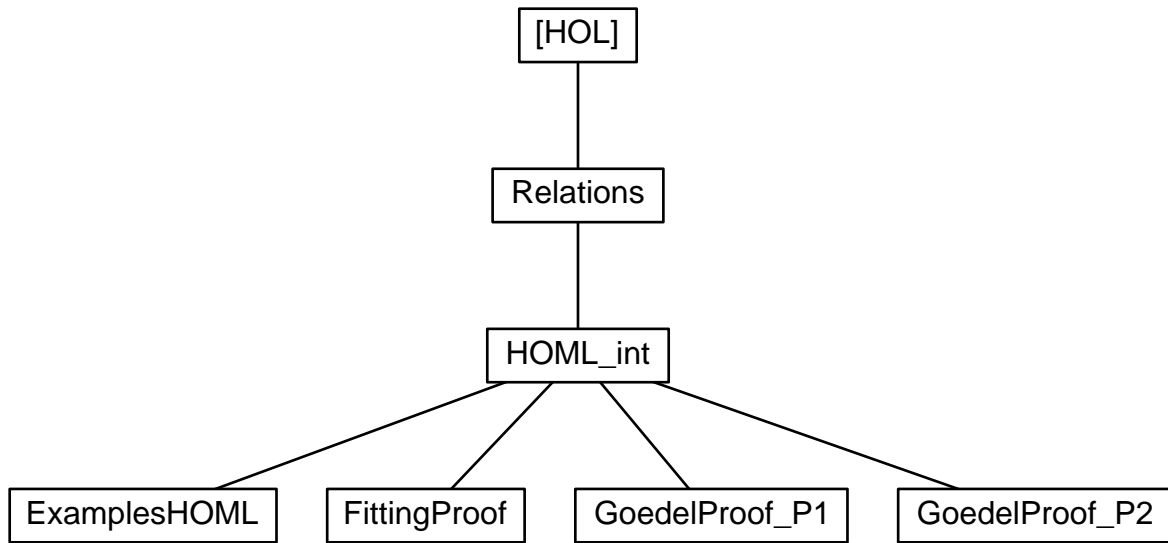 [HOL]
Relations
HOML_int
ExamplesHOML
FittingProof
GoedelProof_P1
GoedelProof_P2